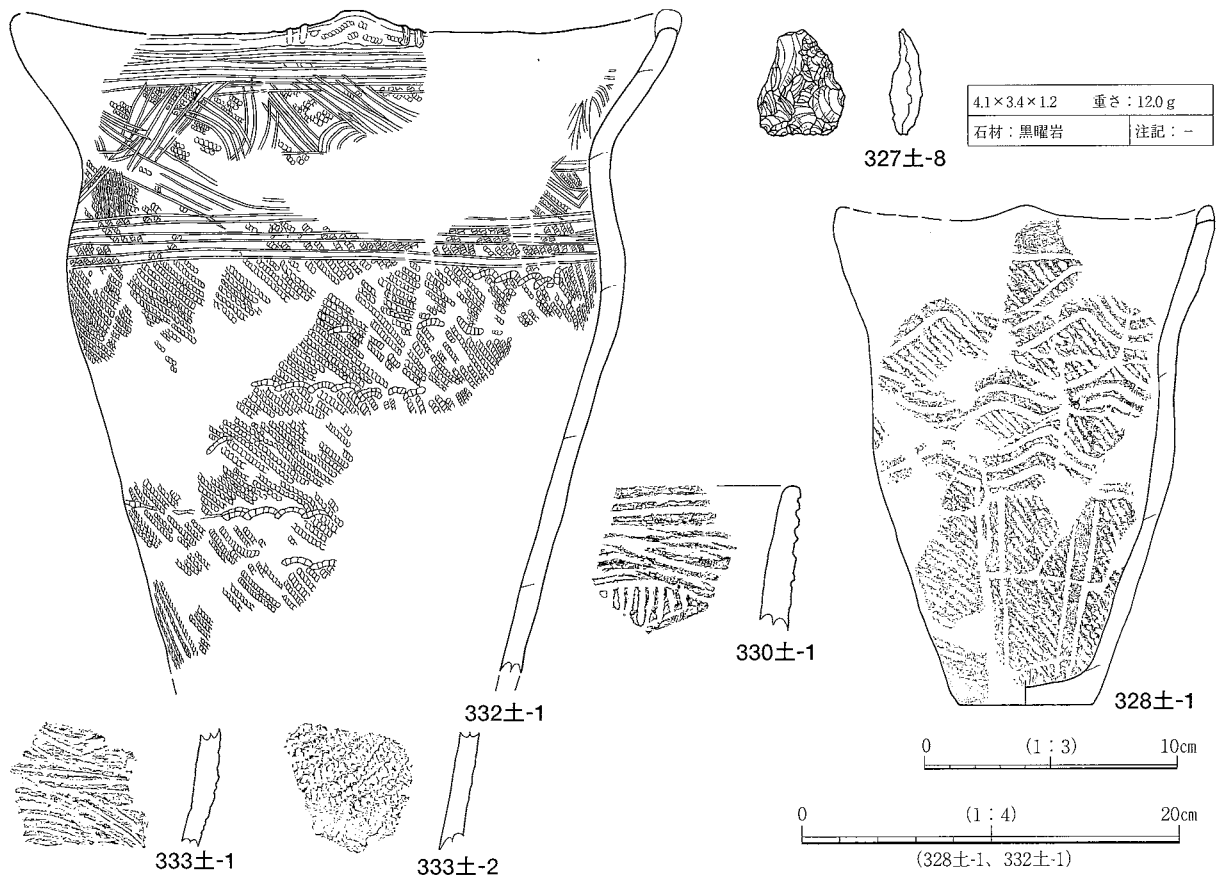 4.1×3.4×1.2 重さ：12.0 g
石材：黒曜岩 注記：−
327土-8
330土-1
328土-1
332土-1
333土-1
333土-2
0 (1：3) 10cm
0 (1：4) 20cm
(328土-1、332土-1)